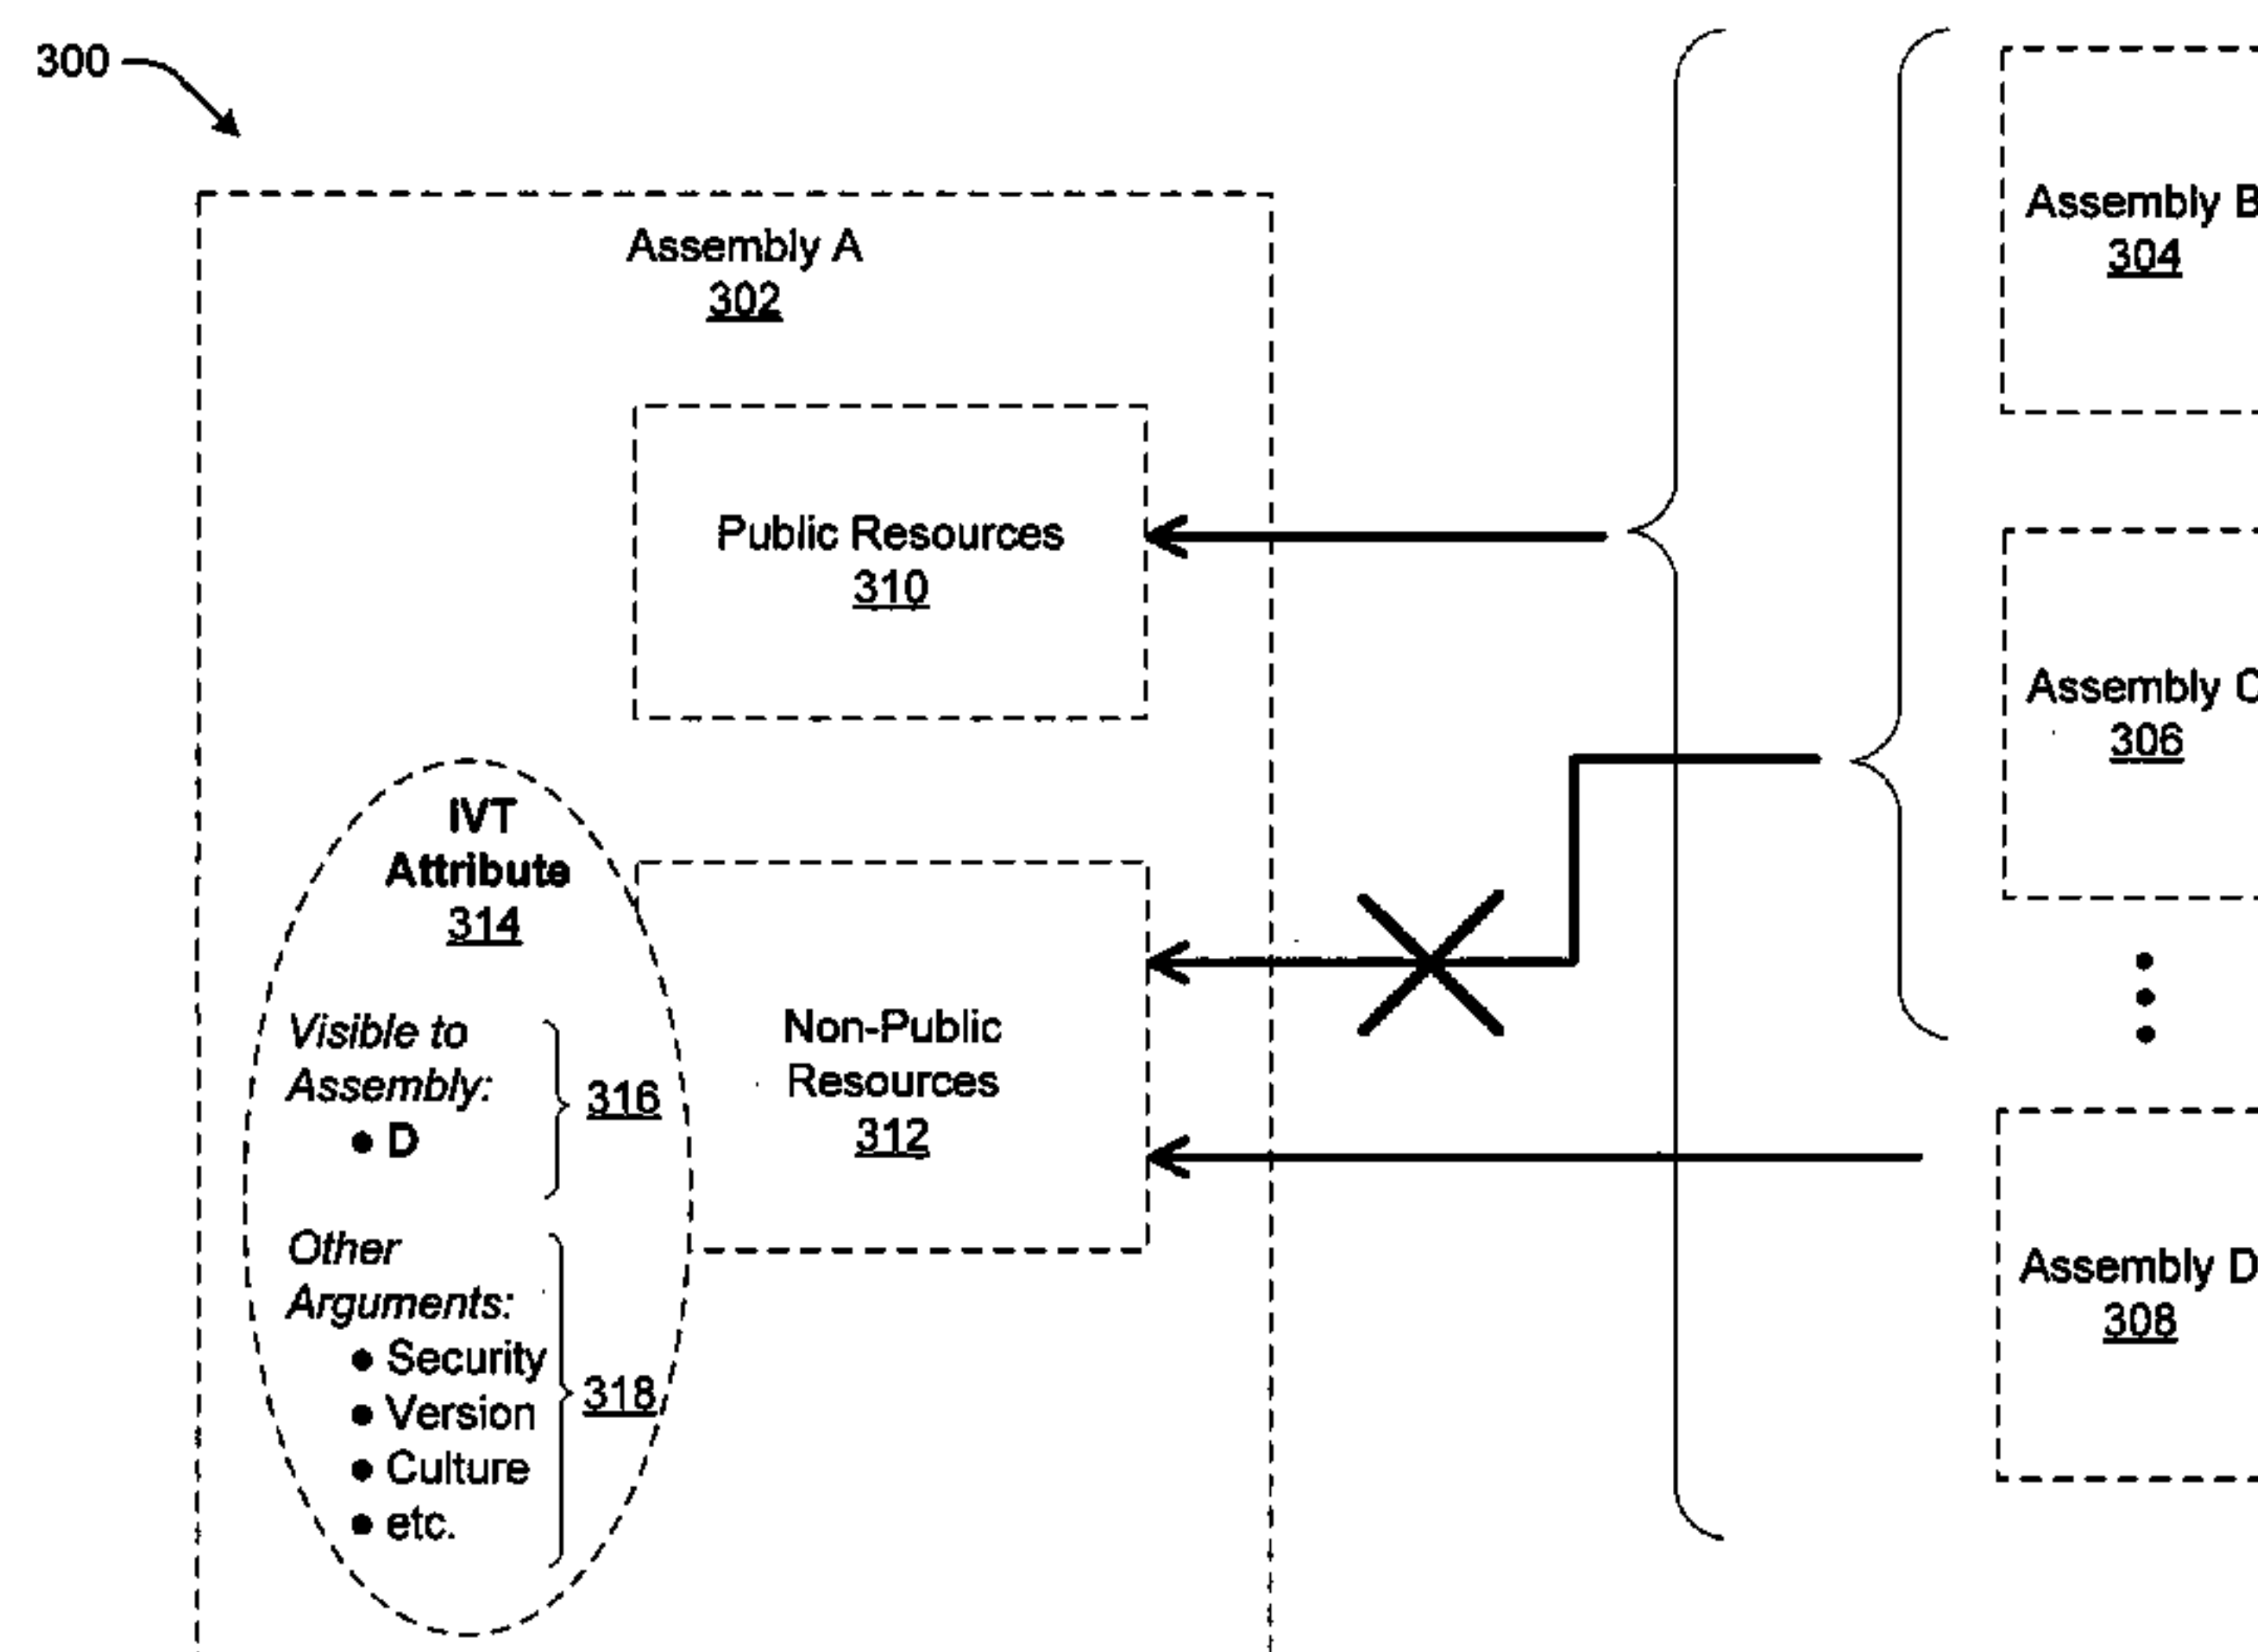 300
Assembly A
302
Public Resources
310
IVT
Attribute
314
Visible to
Assembly:
• D
316
Other
Arguments:
• Security
• Version
• Culture
• etc.
318
Non-Public
Resources
312
Assembly B
304
Assembly C
306
Assembly D
308